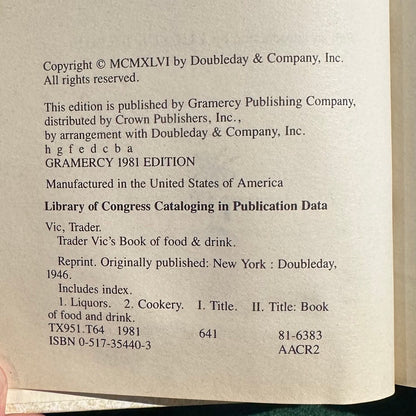 Copyright © MCMXLVI by Doubleday & Company, Inc.
All rights reserved.
This edition is published by Gramercy Publishing Company,
distributed by Crown Publishers, Inc.,
by arrangement with Doubleday & Company, Inc.
h g f e d c b a
GRAMERCY 1981 EDITION
Manufactured in the United States of America
Library of Congress Cataloging in Publication Data
Vic, Trader.
Trader Vic's Book of food & drink.
Reprint. Originally published: New York : Doubleday,
1946.
Includes index.
1. Liquors. 2. Cookery. I. Title. II. Title: Book
of food and drink.
TX951.T64 1981 641 81-6383
ISBN 0-517-35440-3 AACR2